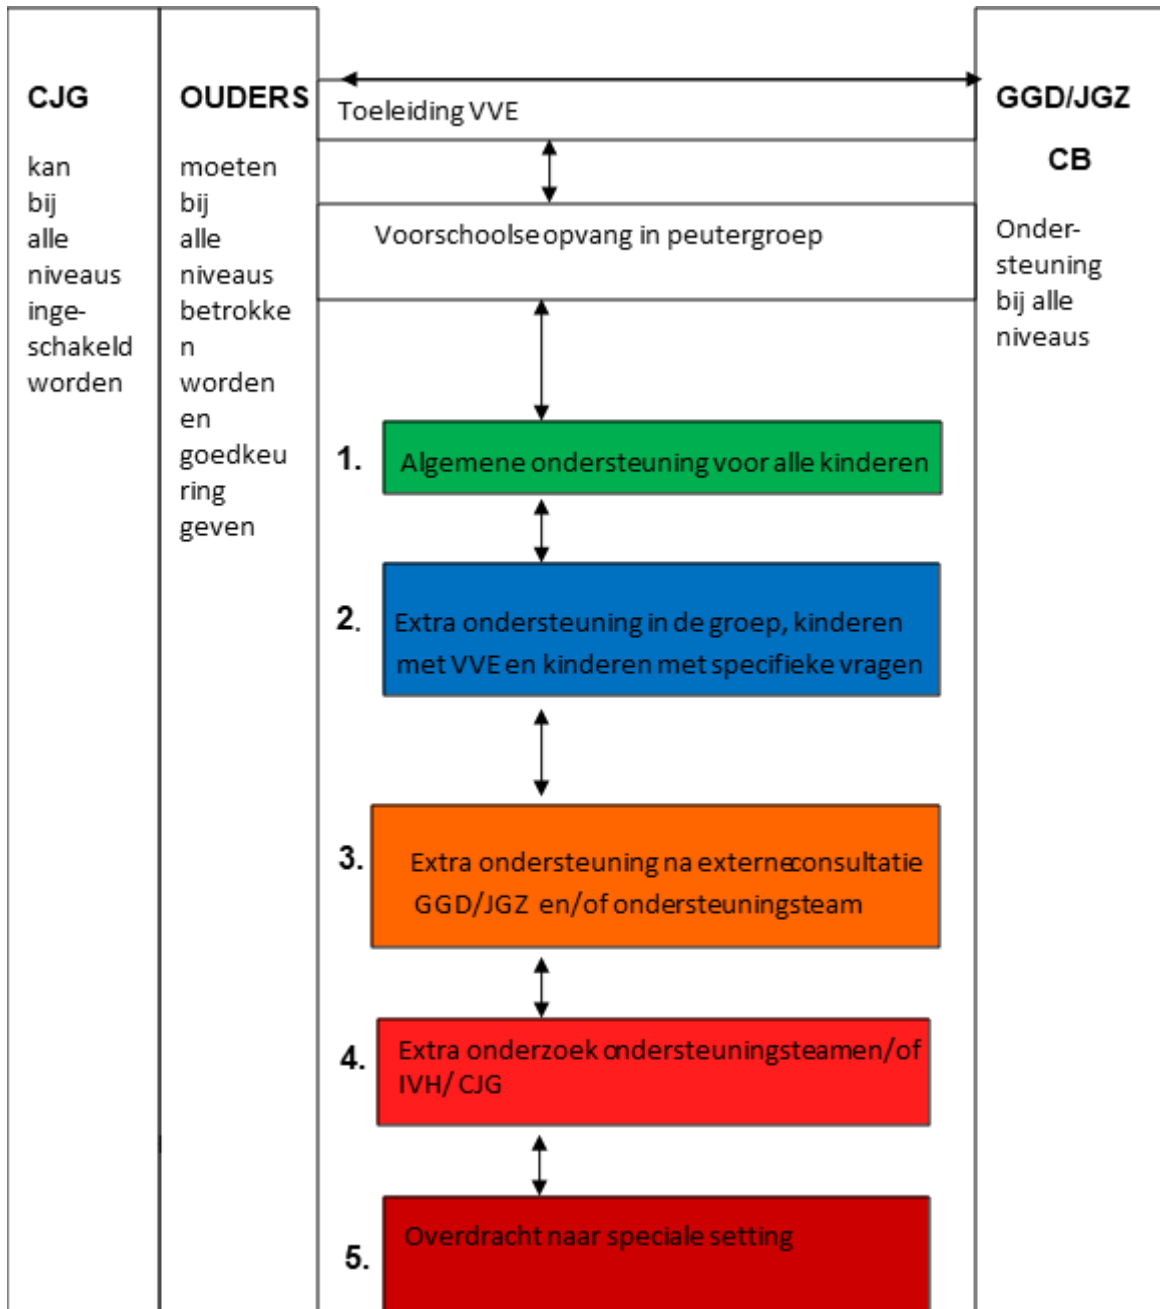 CJG
kan
bij
alle
niveaus
inge-
schakeld
worden
OUDERS
moeten
bij
alle
niveaus
betrokke
n
worden
en
goedkeu
ring
geven
Toeleiding VVE
Voorschoolse opvang in peutergroep
1. Algemene ondersteuning voor alle kinderen
2. Extra ondersteuning in de groep, kinderen
met VVE en kinderen met specifieke vragen
3. Extra ondersteuning na externe consultatie
GGD/JGZ en/of ondersteuningsteam
4. Extra onderzoek ondersteuningsteam en/of
IVH/ CJG
5. Overdracht naar speciale setting
GGD/JGZ
CB
Onder-
steuning
bij alle
niveaus